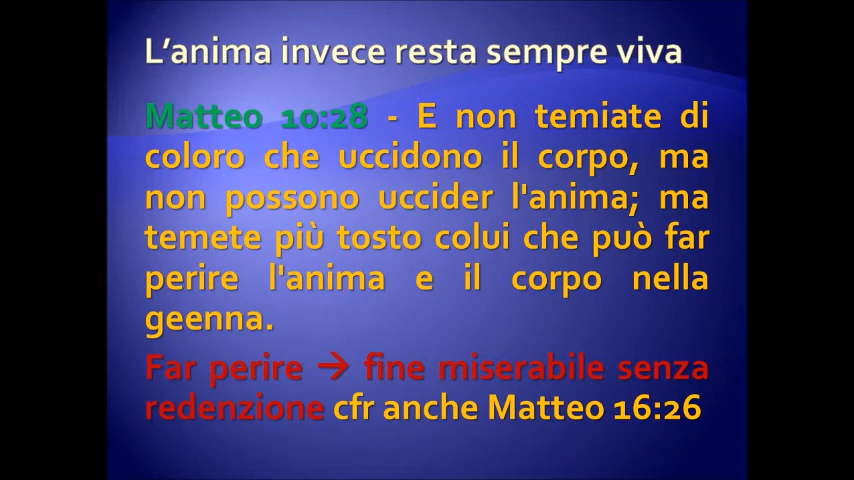 L’anima invece resta sempre viva
Matteo 10:28 - E non temiate di
coloro che uccidono il corpo, ma
non possono uccider l'anima; ma
temete più tosto colui che può far
perire l'anima e il corpo nella
geenna.
Far perire → fine miserabile senza
redenzione cfr anche Matteo 16:26